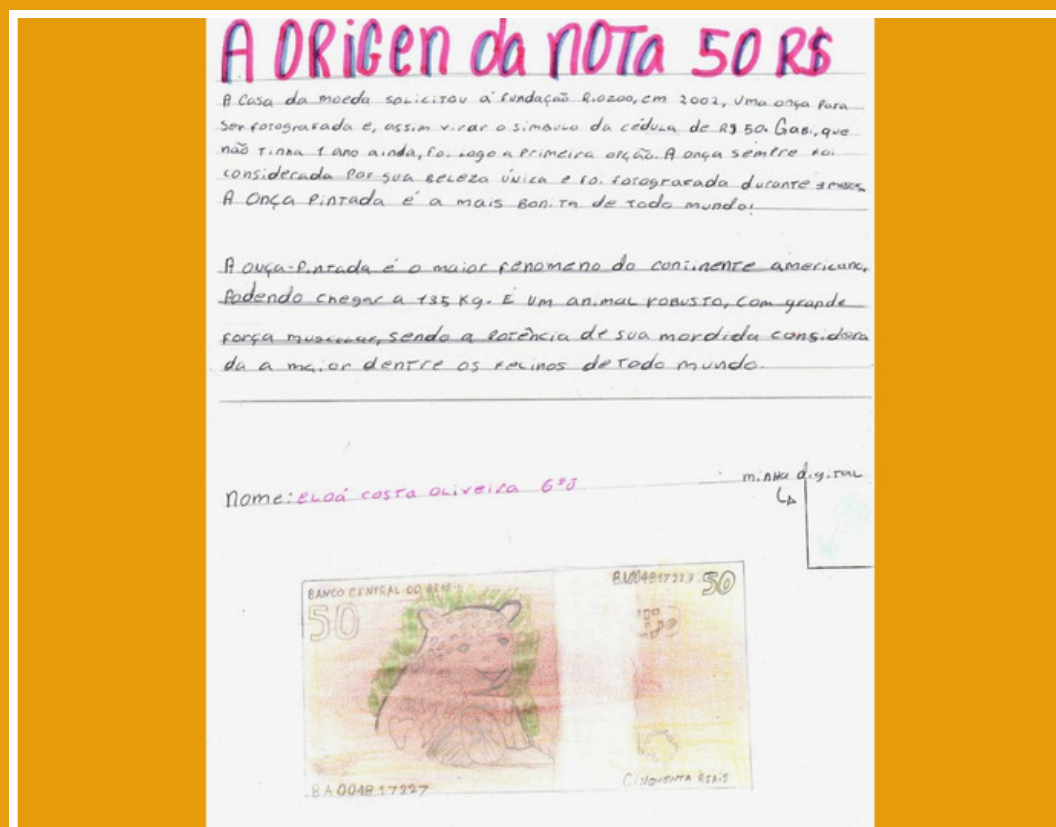 A ORIGEN da NOTA 50 R$
A Casa da moeda solicitou a fundação Riozoo, em 2002, uma onça para
ser fotografada e, assim virar o simbulo da cédula de R$ 50. Gabi, que
não tinha 1 ano ainda, foi logo a primeira opção. A onça sempre foi
considerada por sua beleza única e foi fotografada durante 3 meses.
A Onça Pintada é a mais Bonita de todo mundo!
A onça-Pintada é o maior fenomeno do continente americano,
Podendo chegar a 135 Kg. É um animal robusto, com grande
força muscular, sendo a potência de sua mordida considera
da a maior dentre os felinos de todo mundo.
nome: eloá costa oliveira 6ºJ
minha digital
BANCO CENTRAL DO BRASIL
BA004817227 50
50
BA004817227
CINQUENTA REAIS